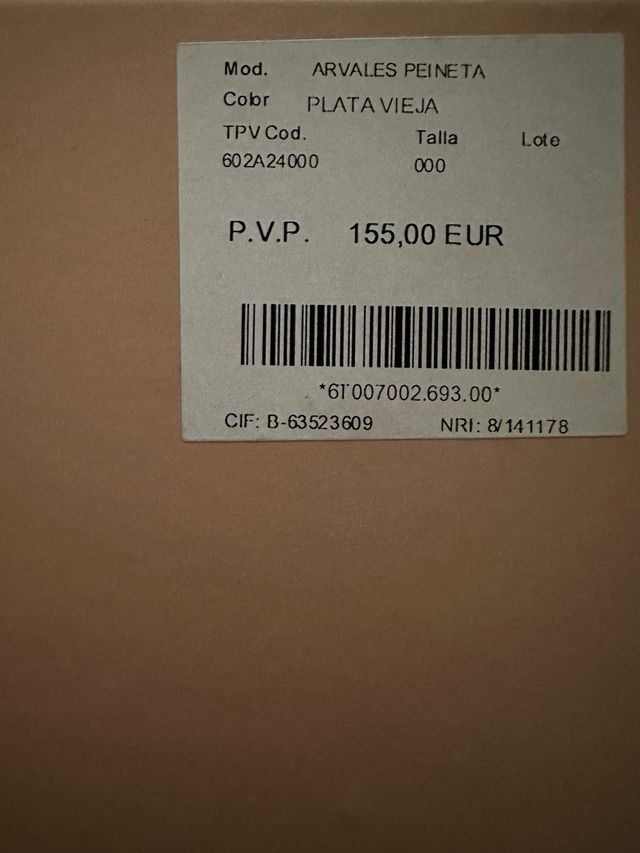 Mod. ARVALES PEINETA
Color PLATA VIEJA
TPV Cod. Talla Lote
602A24000 000
P.V.P. 155,00 EUR
*6T007002.693.00*
CIF: B-63523609 NRI: 8/141178